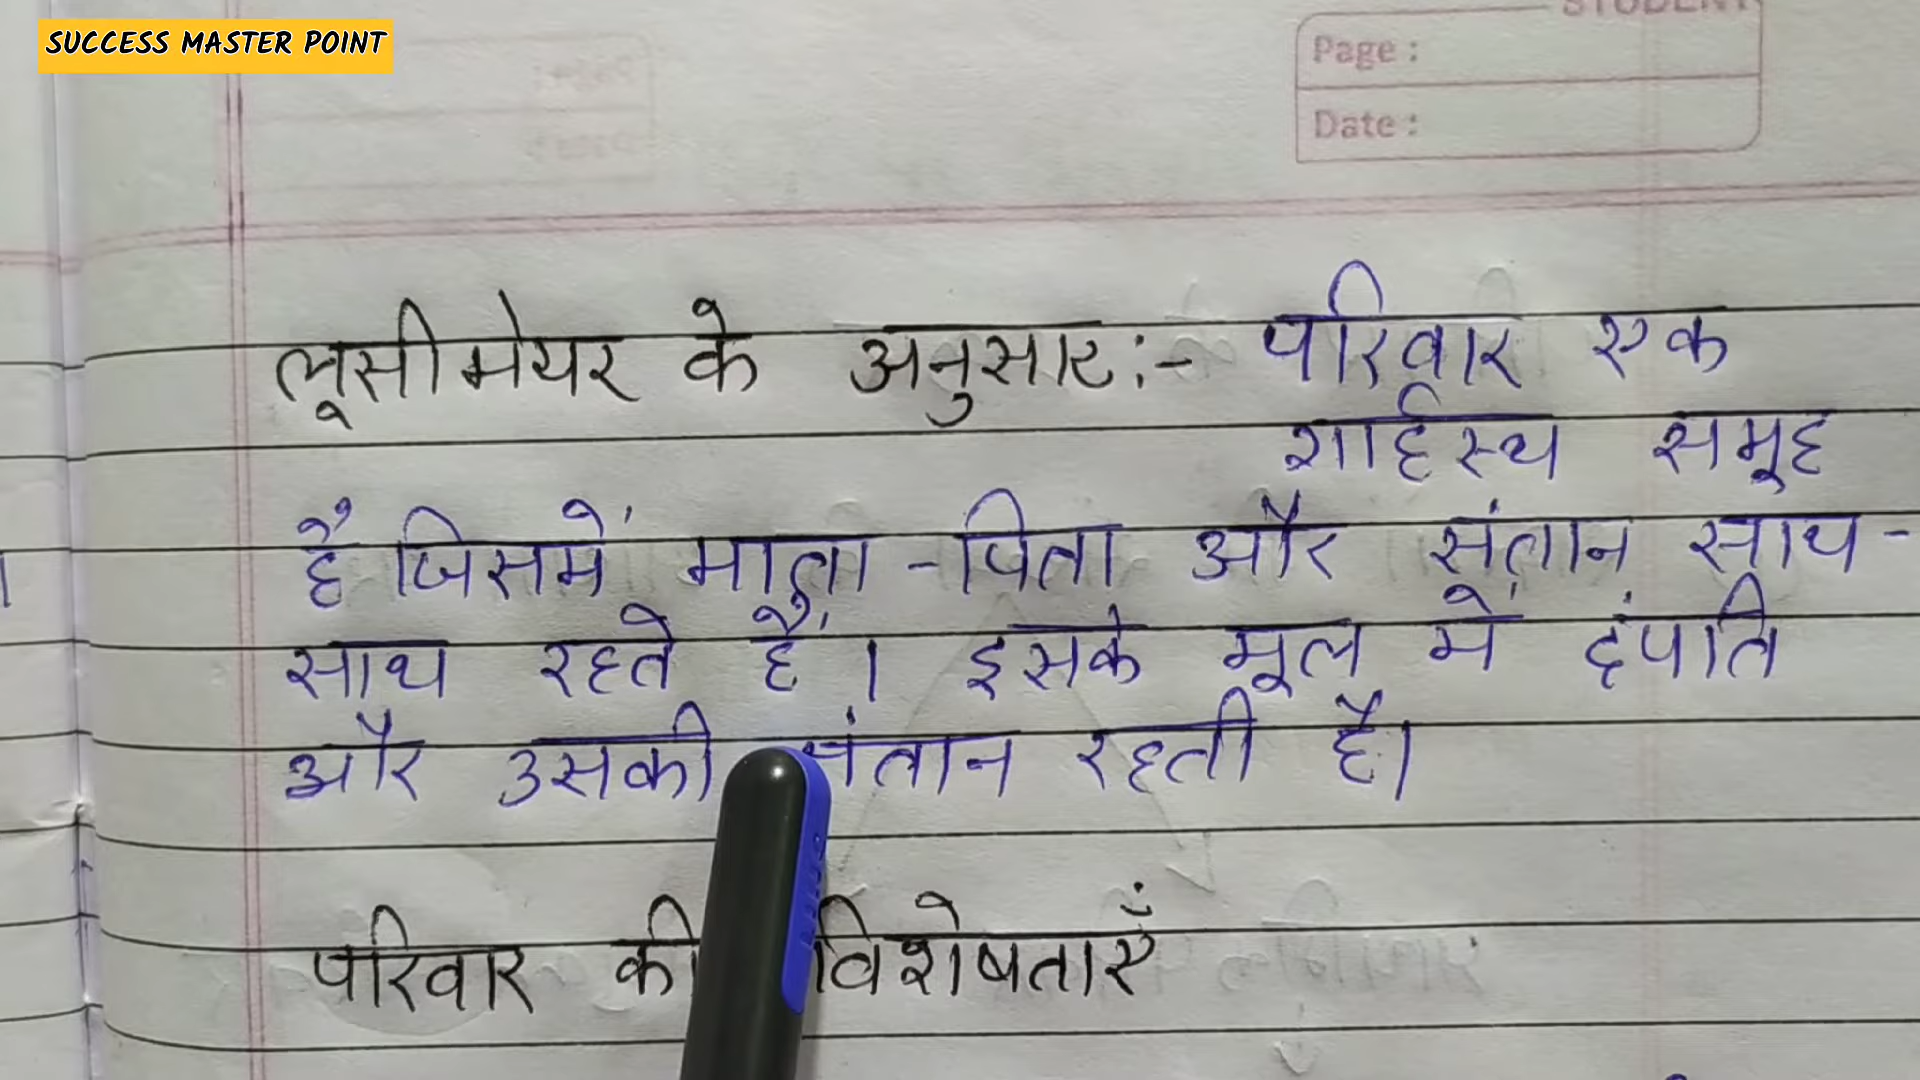 SUCCESS MASTER POINT
STUDENT
Page :
Date :
लूसीमेयर के अनुसार:- परिवार एक
गार्हस्थ समूह
है जिसमें माता-पिता और संतान साथ-
साथ रहते हैं। इसके मूल में दंपति
और उसकी संतान रहती है।
परिवार की विशेषताएँ